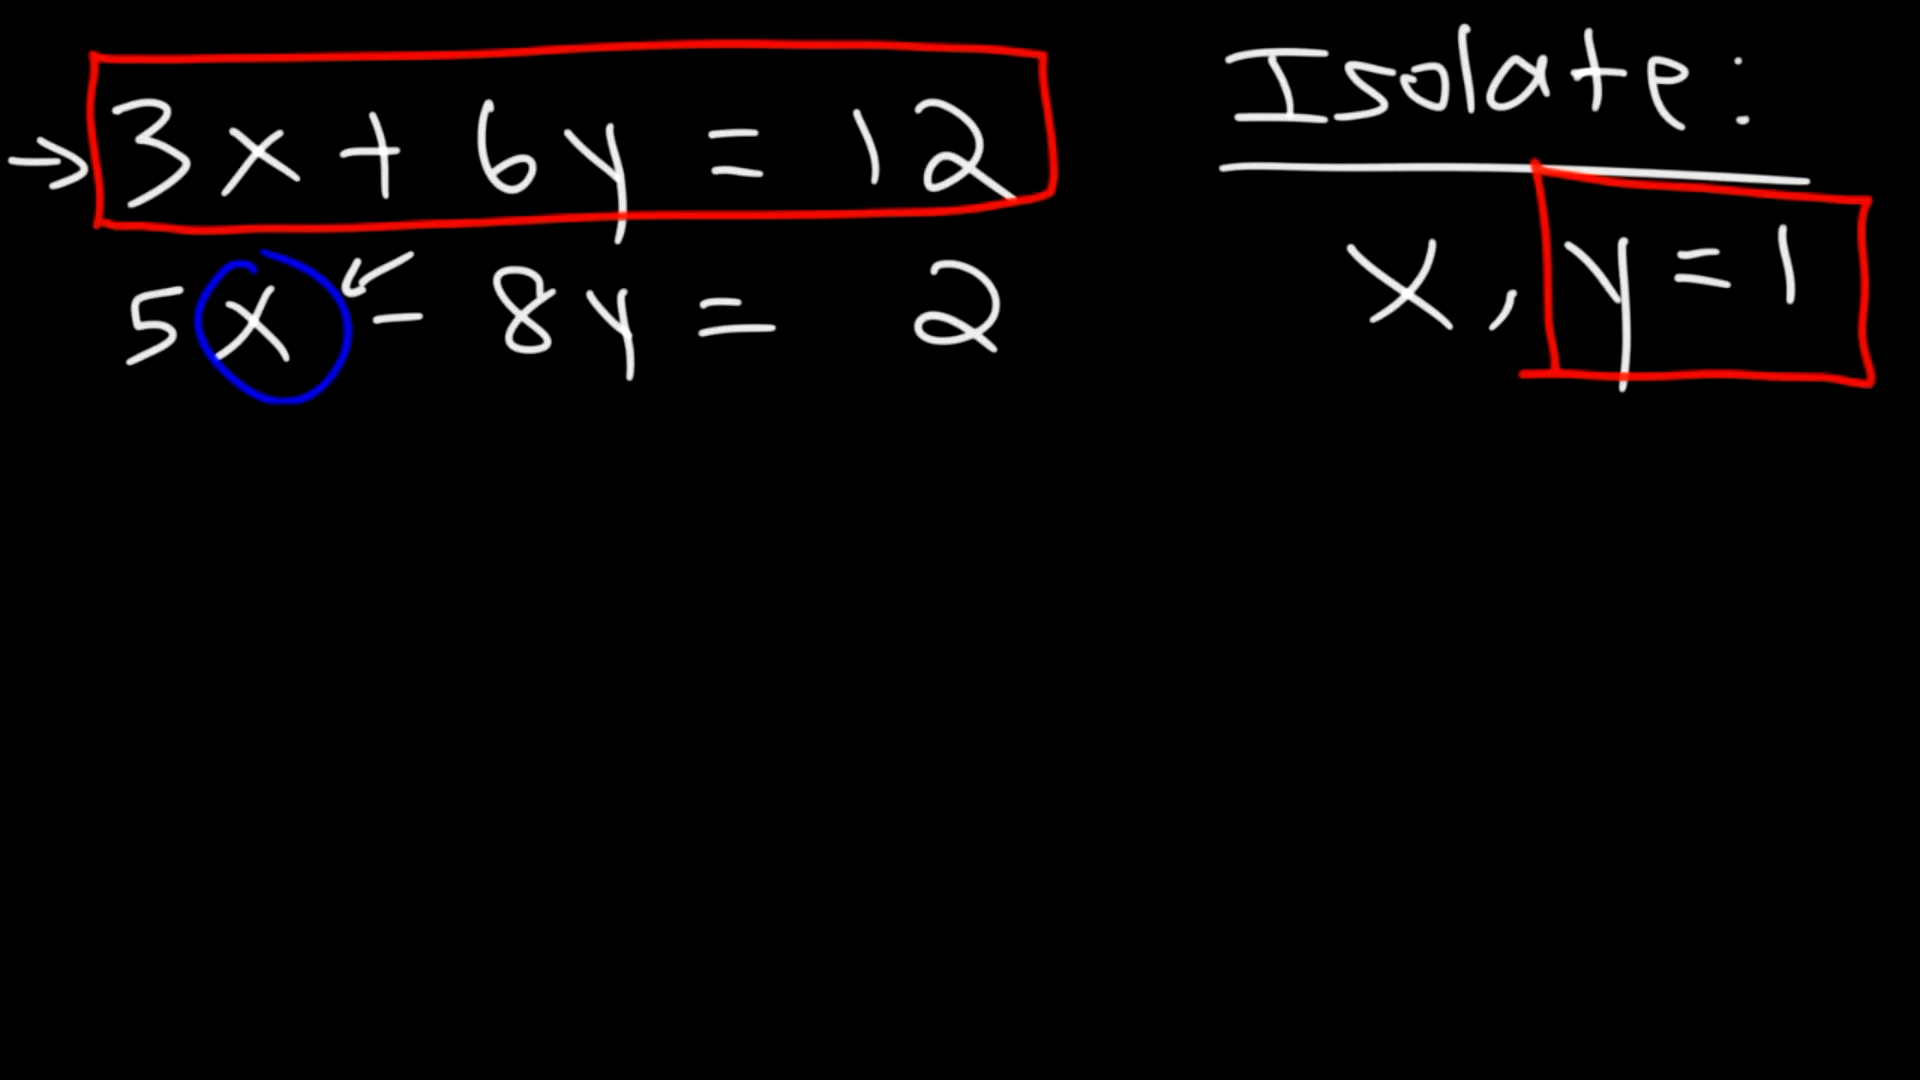 3x + 6y = 12
5x - 8y = 2
Isolate:
x, y = 1